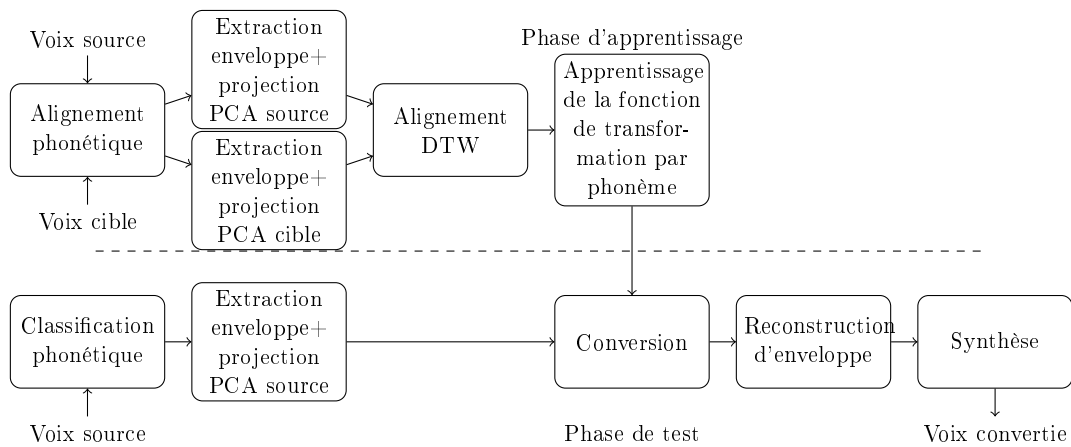 Voix source
Alignement
phonétique
Voix cible
Extraction
enveloppe+
projection
PCA source
Extraction
enveloppe+
projection
PCA cible
Alignement
DTW
Phase d'apprentissage
Apprentissage
de la fonction
de transfor-
mation par
phonème
Classification
phonétique
Voix source
Extraction
enveloppe+
projection
PCA source
Conversion
Phase de test
Reconstruction
d'enveloppe
Synthèse
Voix convertie